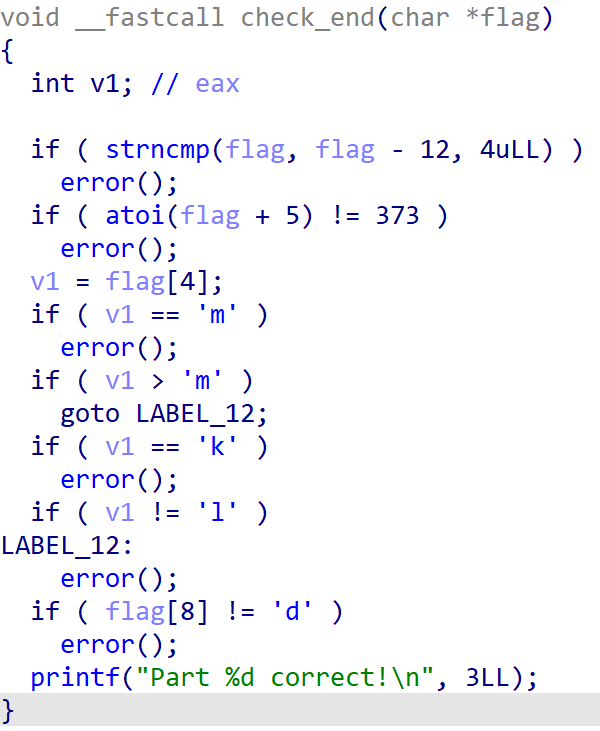 void __fastcall check_end(char *flag)
{
  int v1; // eax

  if ( strncmp(flag, flag - 12, 4uLL) )
    error();
  if ( atoi(flag + 5) != 373 )
    error();
  v1 = flag[4];
  if ( v1 == 'm' )
    error();
  if ( v1 > 'm' )
    goto LABEL_12;
  if ( v1 == 'k' )
    error();
  if ( v1 != 'l' )
LABEL_12:
    error();
  if ( flag[8] != 'd' )
    error();
  printf("Part %d correct!\n", 3LL);
}